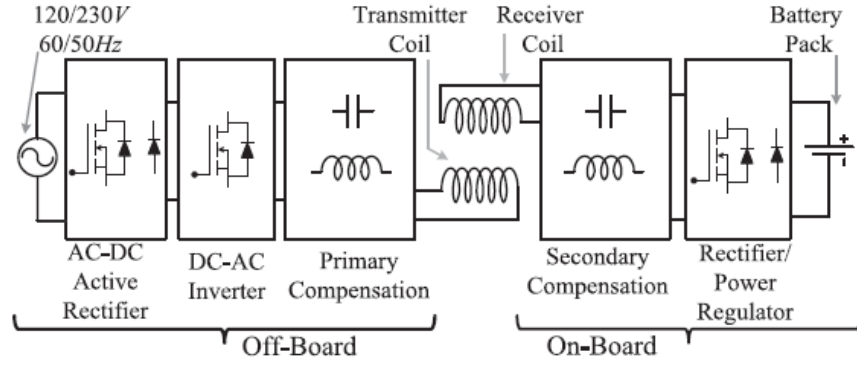 120/230V
60/50Hz
Transmitter
Coil
Receiver
Coil
Battery
Pack
+
-
AC-DC
Active
Rectifier
DC-AC
Inverter
Primary
Compensation
Secondary
Compensation
Rectifier/
Power
Regulator
Off-Board
On-Board